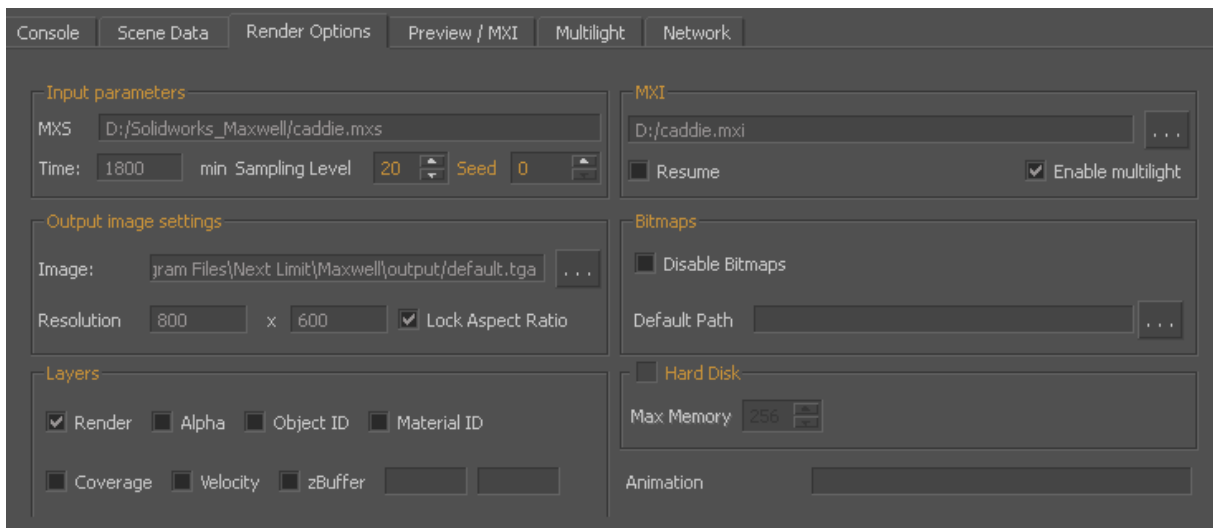 Console Scene Data Render Options Preview / MXI Multilight Network
Input parameters
MXS D:/Solidworks_Maxwell/caddie.mxs
Time: 1800 min Sampling Level 20 Seed 0
MXI
D:/caddie.mxi ...
Resume Enable multilight
Output image settings
Image: gram Files\Next Limit\Maxwell\output/default.tga ...
Resolution 800 x 600 Lock Aspect Ratio
Bitmaps
Disable Bitmaps
Default Path ...
Layers
Render Alpha Object ID Material ID
Coverage Velocity zBuffer
Hard Disk
Max Memory 256
Animation